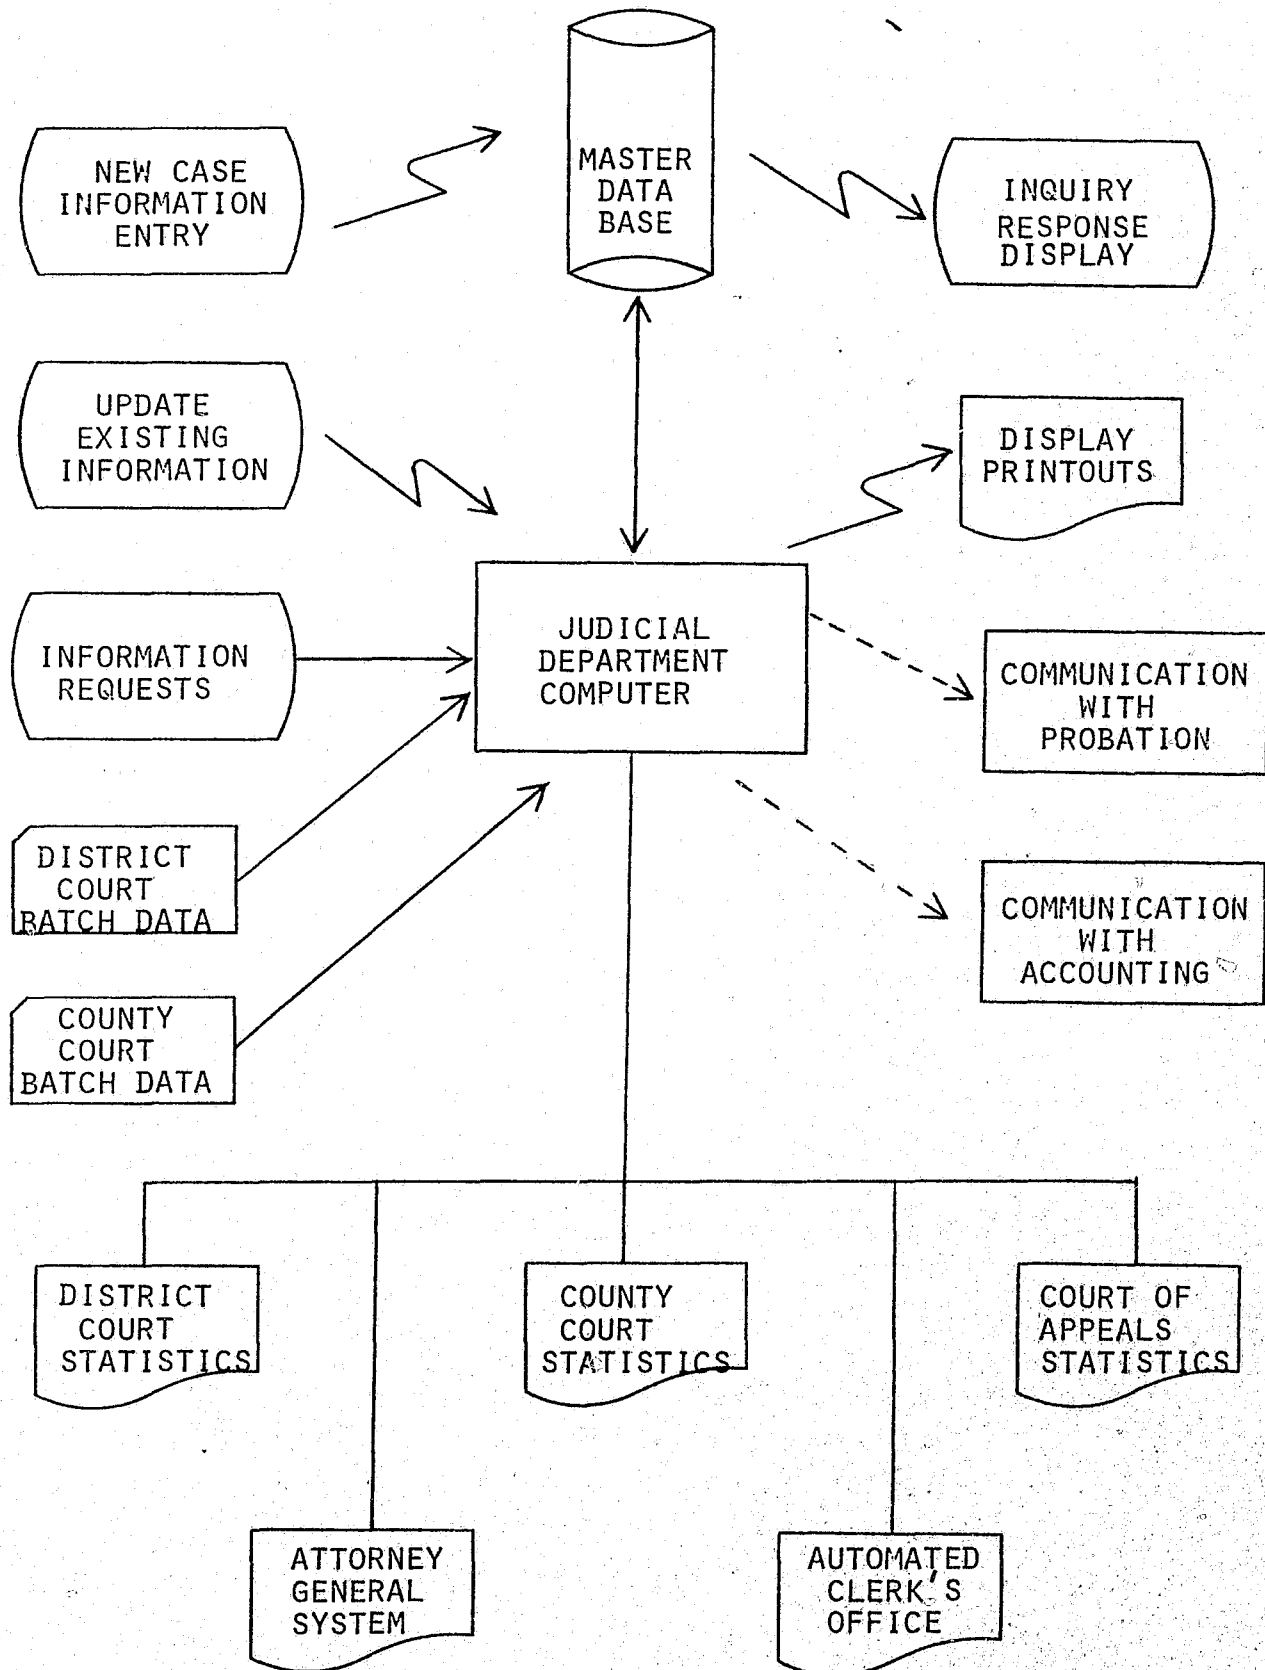 NEW CASE
INFORMATION
ENTRY
MASTER
DATA
BASE
INQUIRY
RESPONSE
DISPLAY
UPDATE
EXISTING
INFORMATION
DISPLAY
PRINTOUTS
INFORMATION
REQUESTS
JUDICIAL
DEPARTMENT
COMPUTER
COMMUNICATION
WITH
PROBATION
DISTRICT
COURT
BATCH DATA
COMMUNICATION
WITH
ACCOUNTING
COUNTY
COURT
BATCH DATA
DISTRICT
COURT
STATISTICS
COUNTY
COURT
STATISTICS
COURT OF
APPEALS
STATISTICS
ATTORNEY
GENERAL
SYSTEM
AUTOMATED
CLERK'S
OFFICE